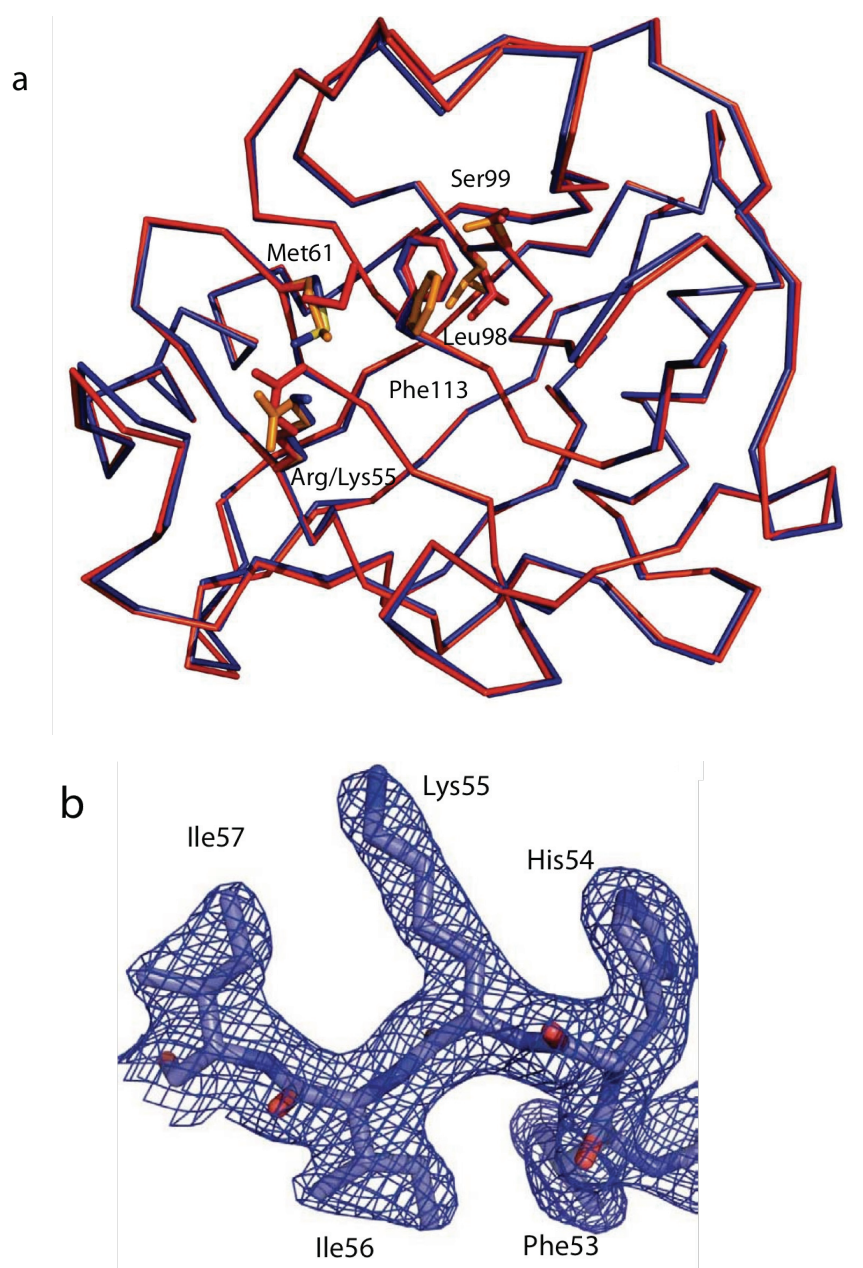 a
Ser99
Met61
Leu98
Phe113
Arg/Lys55
b
Lys55
Ile57
His54
Ile56
Phe53